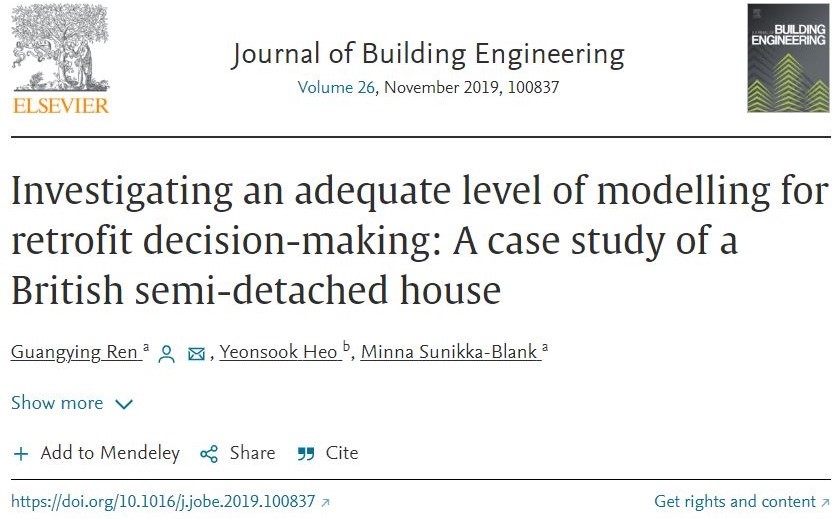 ELSEVIER
Journal of Building Engineering
Volume 26, November 2019, 100837
BUILDING
ENGINEERING
Investigating an adequate level of modelling for
retrofit decision-making: A case study of a
British semi-detached house
Guangying Ren a , Yeonsook Heo b, Minna Sunikka-Blank a
Show more
Add to Mendeley Share Cite
https://doi.org/10.1016/j.jobe.2019.100837 Get rights and content